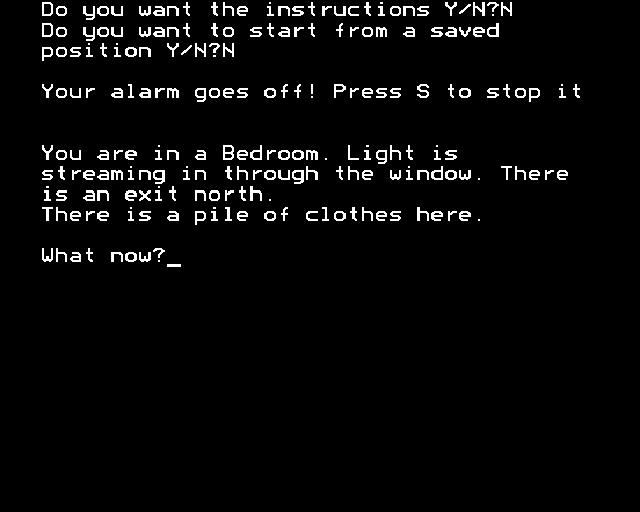 Do you want the instructions Y/N?N
Do you want to start from a saved
position Y/N?N
Your alarm goes off! Press S to stop it
You are in a Bedroom. Light is
streaming in through the window. There
is an exit north.
There is a pile of clothes here.
What now?_